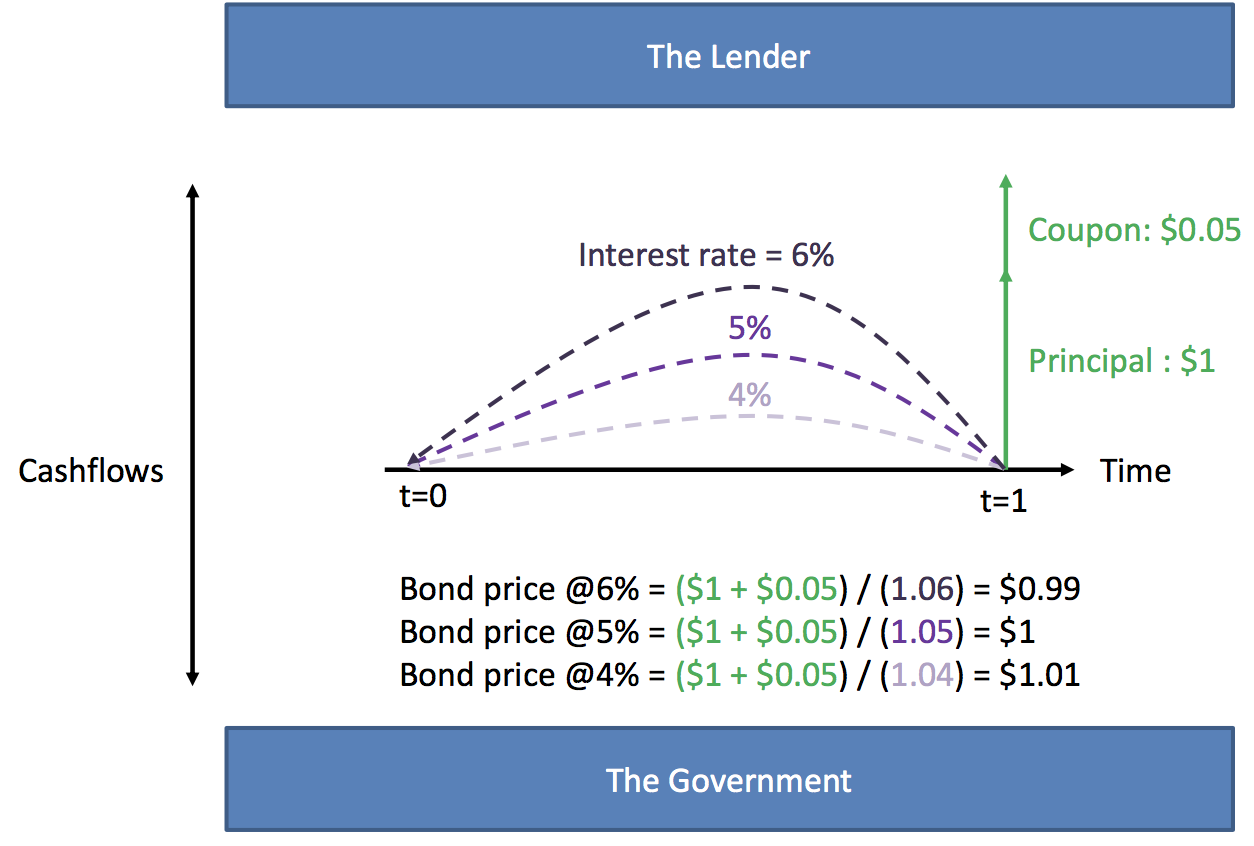 The Lender
Coupon: $0.05
Interest rate = 6%
5%
Principal : $1
4%
Cashflows
Time
t=0
t=1
Bond price @6% = ($1 + $0.05) / (1.06) = $0.99
Bond price @5% = ($1 + $0.05) / (1.05) = $1
Bond price @4% = ($1 + $0.05) / (1.04) = $1.01
The Government